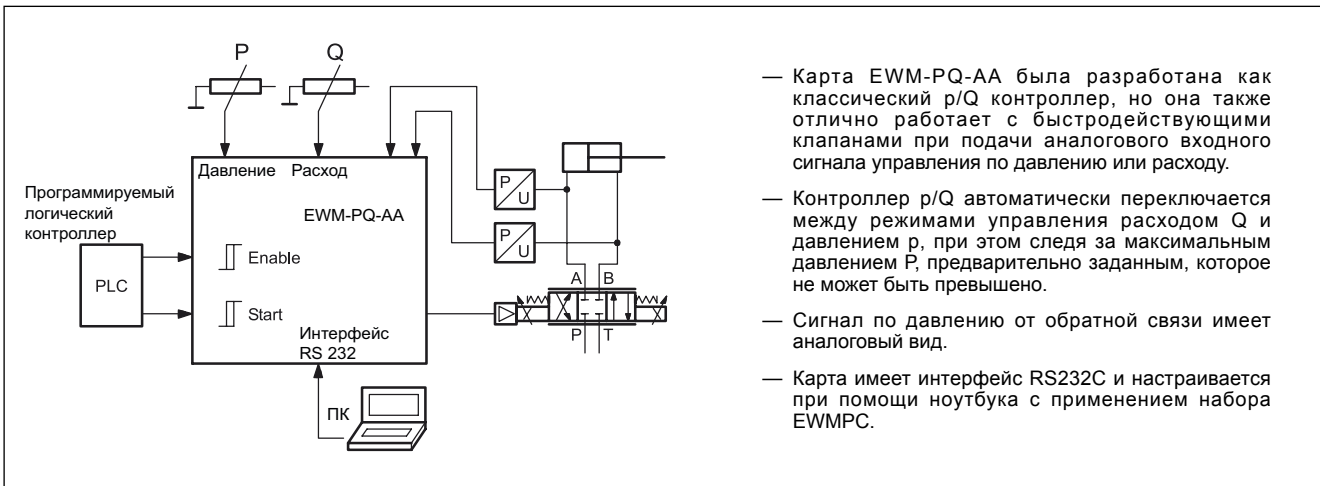 P Q
Давление Расход
Программируемый
логический
контроллер
EWM-PQ-AA
P
U
P
U
PLC
Enable
Start
A B
P T
Интерфейс
RS 232
ПК
— Карта EWM-PQ-AA была разработана как
классический p/Q контроллер, но она также
отлично работает с быстродействующими
клапанами при подачи аналогового входного
сигнала управления по давлению или расходу.
— Контроллер p/Q автоматически переключается
между режимами управления расходом Q и
давлением p, при этом следя за максимальным
давлением P, предварительно заданным, которое
не может быть превышено.
— Сигнал по давлению от обратной связи имеет
аналоговый вид.
— Карта имеет интерфейс RS232C и настраивается
при помощи ноутбука с применением набора
EWMPC.